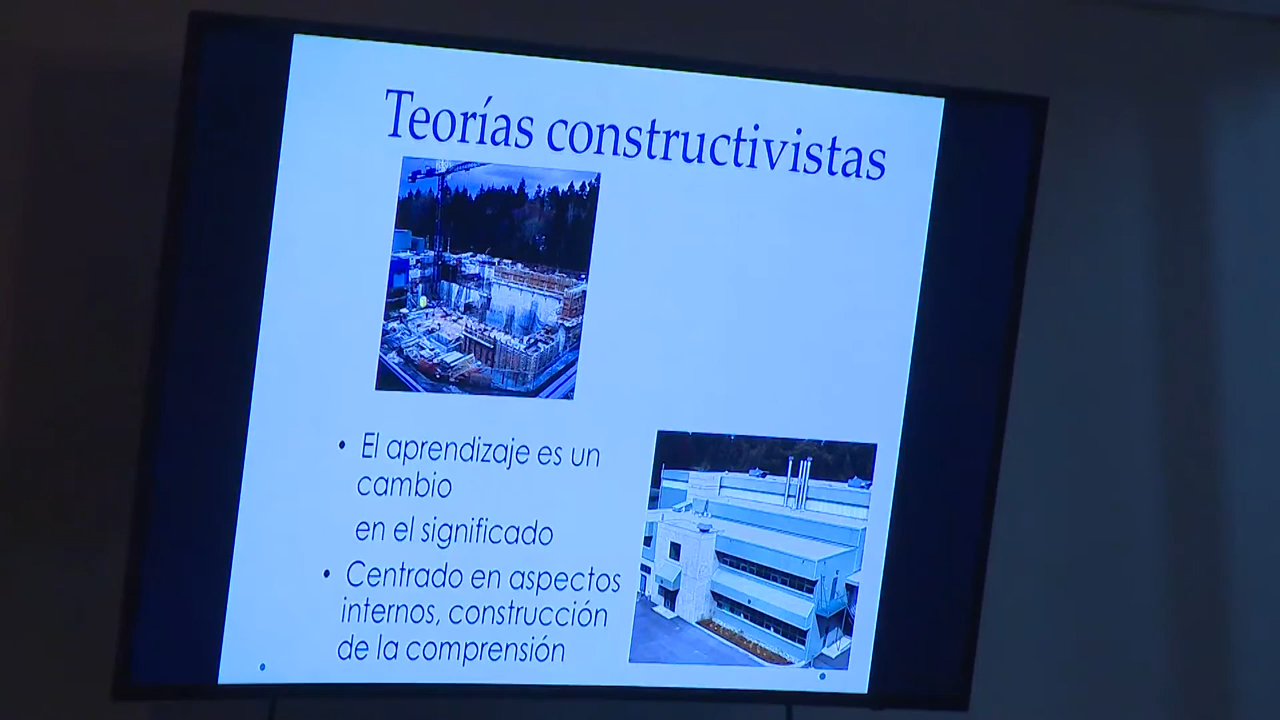 Teorías constructivistas
• El aprendizaje es un
cambio
en el significado
• Centrado en aspectos
internos, construcción
de la comprensión